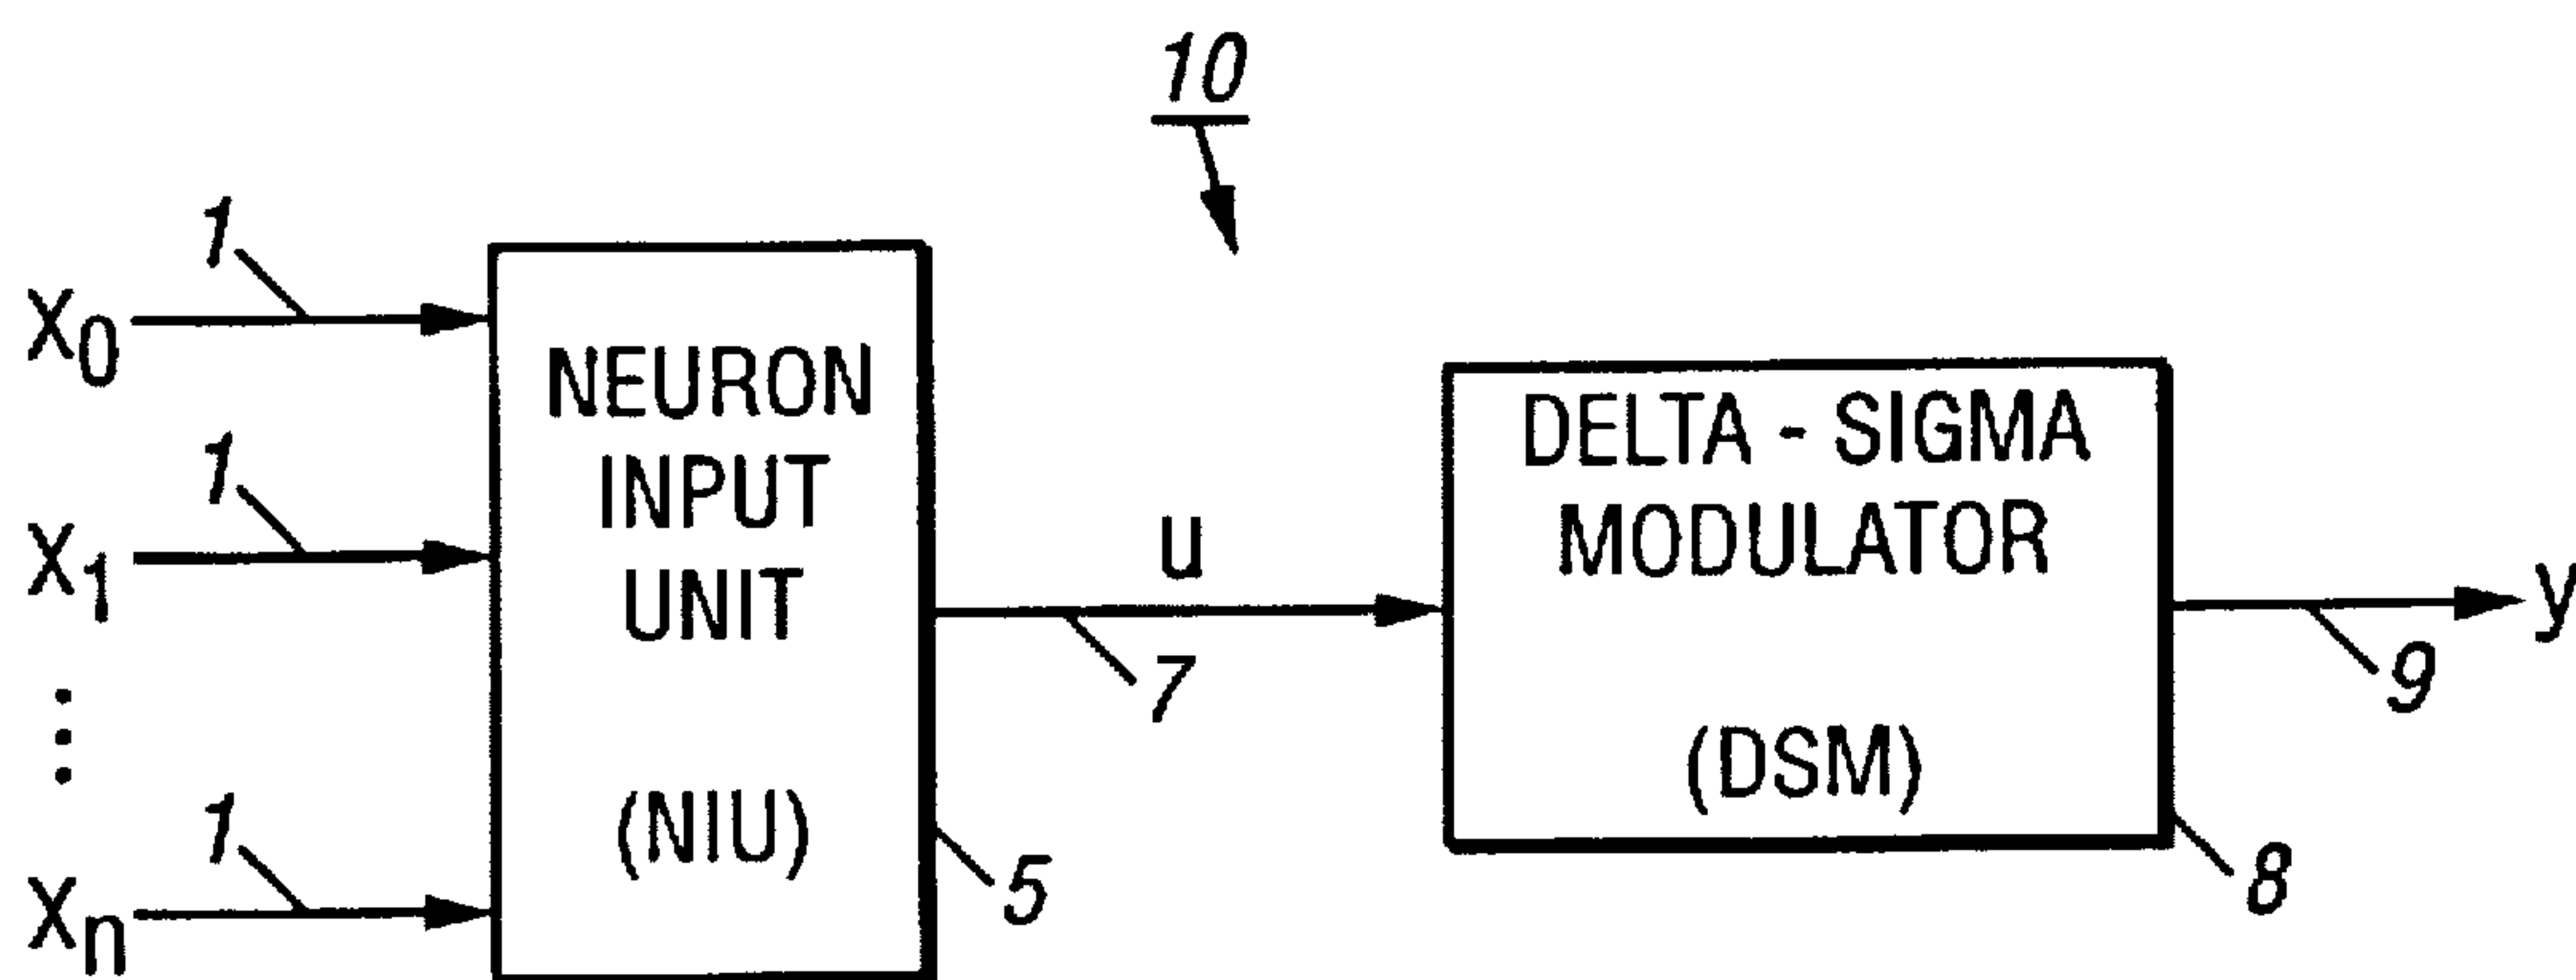 10
1
X0
1
X1
1
Xn
NEURON
INPUT
UNIT
(NIU)
5
u
7
DELTA - SIGMA
MODULATOR
(DSM)
8
9
y